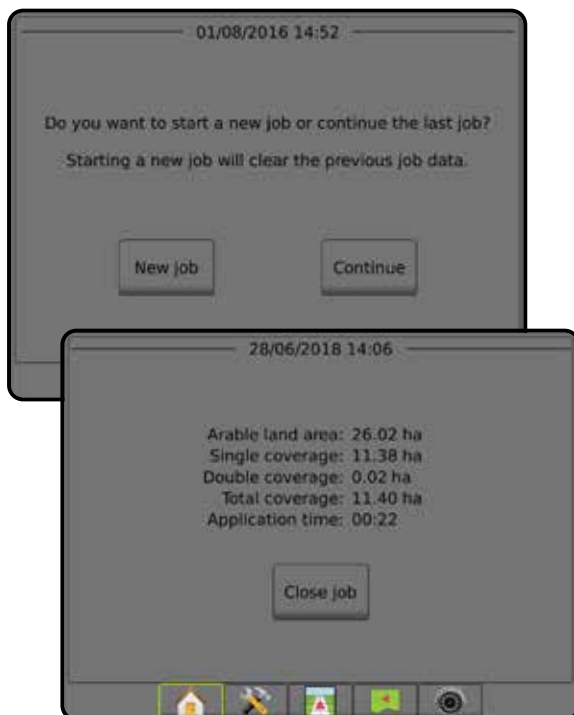 01/08/2016 14:52
Do you want to start a new job or continue the last job?
Starting a new job will clear the previous job data.
New job
Continue
28/06/2018 14:06
Arable land area: 26.02 ha
Single coverage: 11.38 ha
Double coverage: 0.02 ha
Total coverage: 11.40 ha
Application time: 00:22
Close job